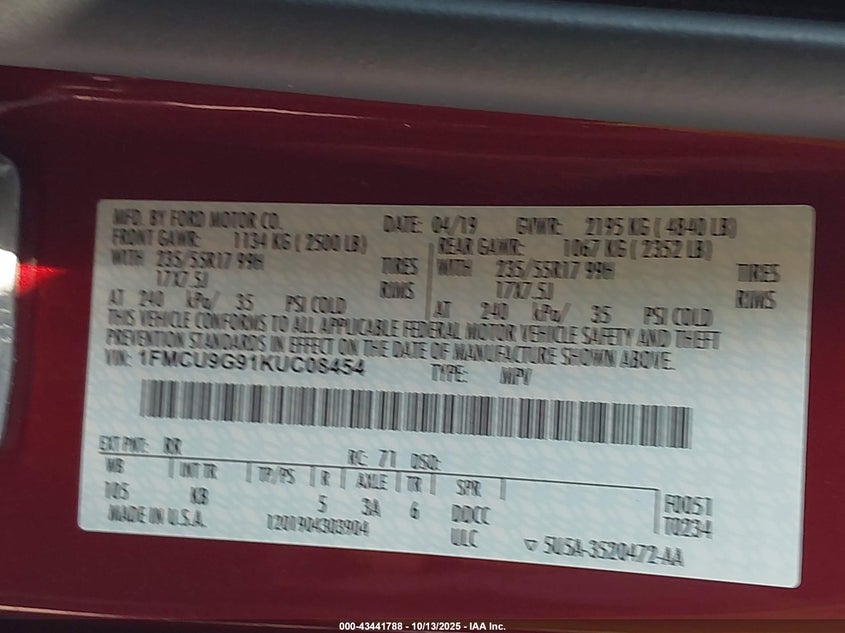 MFD. BY FORD MOTOR CO. DATE: 04/19 GVWR: 2195 KG ( 4840 LB)
FRONT GAWR: 1134 KG ( 2500 LB) REAR GAWR: 1067 KG ( 2352 LB)
WITH 235/55R17 99H TIRES WITH 235/55R17 99H TIRES
17X7.5J RIMS 17X7.5J RIMS
AT 240 kPa/ 35 PSI COLD AT 240 kPa/ 35 PSI COLD
THIS VEHICLE CONFORMS TO ALL APPLICABLE FEDERAL MOTOR VEHICLE SAFETY AND THEFT
PREVENTION STANDARDS IN EFFECT ON THE DATE OF MANUFACTURE SHOWN ABOVE.
VIN: 1FMCU9G91KUC08454 TYPE: MPV
EXT PNT: RR RC: 71 DSO:
WB INT TR TP/PS R AXLE TR SPR
105 KB 5 3A 6 DDCC F0051
MADE IN U.S.A. 1201904303904 T0234
ULC ▽ 5U5A-3520472-AA
000-43441788 - 10/13/2025 - IAA Inc.